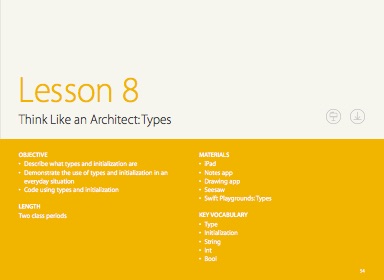 Lesson 8
Think Like an Architect: Types
OBJECTIVE
• Describe what types and initialization are
• Demonstrate the use of types and initialization in an
everyday situation
• Code using types and initialization
LENGTH
Two class periods
MATERIALS
• iPad
• Notes app
• Drawing app
• Seesaw
• Swift Playgrounds: Types
KEY VOCABULARY
• Type
• Initialization
• String
• Int
• Bool